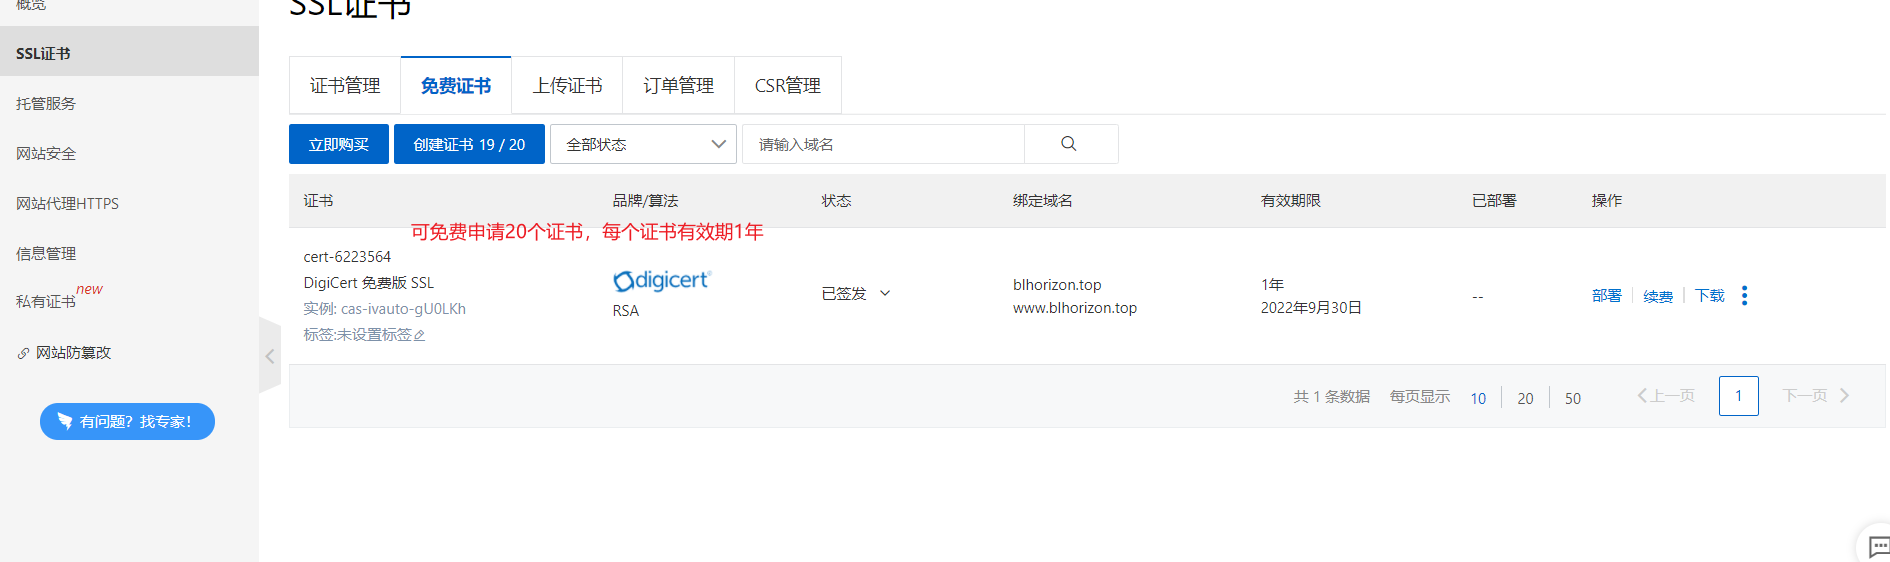 概览
SSL证书
SSL证书
托管服务
网站安全
网站代理HTTPS
信息管理
私有证书 new
网站防篡改
有问题？找专家！
证书管理 免费证书 上传证书 订单管理 CSR管理
立即购买 创建证书 19 / 20 全部状态 请输入域名
证书 品牌/算法 状态 绑定域名 有效期限 已部署 操作
可免费申请20个证书，每个证书有效期1年
cert-6223564
DigiCert 免费版 SSL
实例: cas-ivauto-gU0LKh
标签:未设置标签
digicert®
RSA
已签发
blhorizon.top
www.blhorizon.top
1年
2022年9月30日
--
部署 续费 下载
共 1 条数据 每页显示 10 20 50 上一页 1 下一页